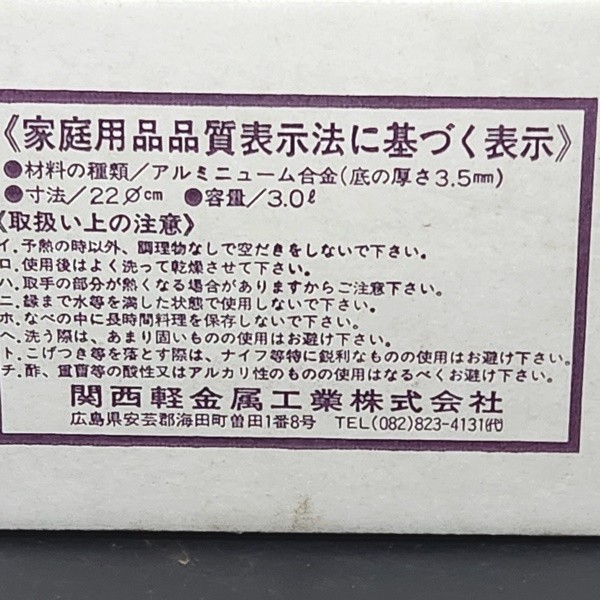 《家庭用品品質表示法に基づく表示》
●材料の種類/アルミニューム合金(底の厚さ3.5mm)
●寸法/22∅cm ●容量/3.0ℓ
《取扱い上の注意》
イ.予熱の時以外、調理物なしで空だきをしないで下さい。
ロ.使用後はよく洗って乾燥させて下さい。
ハ.取手の部分が熱くなる場合がありますからご注意下さい。
ニ.縁まで水等を満した状態で使用しないで下さい。
ホ.なべの中に長時間料理を保存しないで下さい。
ヘ.洗う際は、あまり固いものの使用はお避け下さい。
ト.こげつき等を落とす際は、ナイフ等特に鋭利なものの使用はお避け下さい。
チ.酢、重曹等の酸性又はアルカリ性のものの使用はなるべくお避け下さい。
関西軽金属工業株式会社
広島県安芸郡海田町曽田1番8号 TEL(082)823-4131㈹